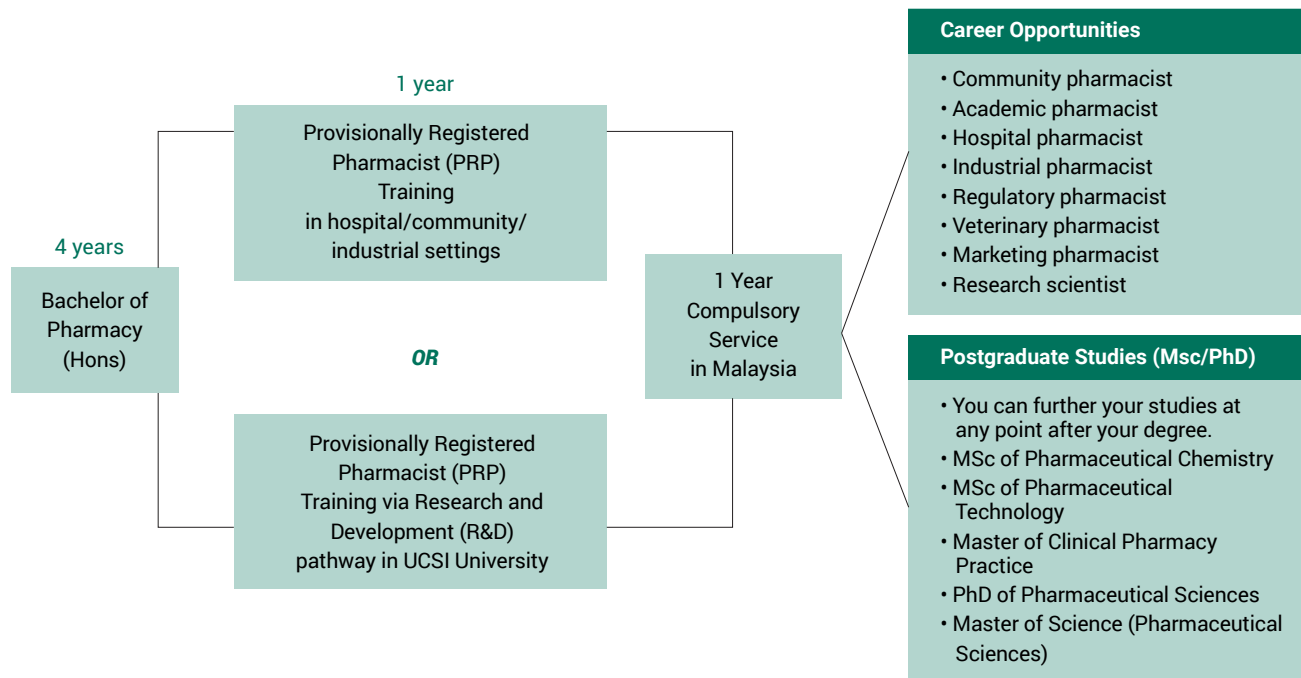 4 years
Bachelor of
Pharmacy
(Hons)
1 year
Provisionally Registered
Pharmacist (PRP)
Training
in hospital/community/
industrial settings
OR
Provisionally Registered
Pharmacist (PRP)
Training via Research and
Development (R&D)
pathway in UCSI University
1 Year
Compulsory
Service
in Malaysia
Career Opportunities
• Community pharmacist
• Academic pharmacist
• Hospital pharmacist
• Industrial pharmacist
• Regulatory pharmacist
• Veterinary pharmacist
• Marketing pharmacist
• Research scientist
Postgraduate Studies (Msc/PhD)
• You can further your studies at
any point after your degree.
• MSc of Pharmaceutical Chemistry
• MSc of Pharmaceutical
Technology
• Master of Clinical Pharmacy
Practice
• PhD of Pharmaceutical Sciences
• Master of Science (Pharmaceutical
Sciences)